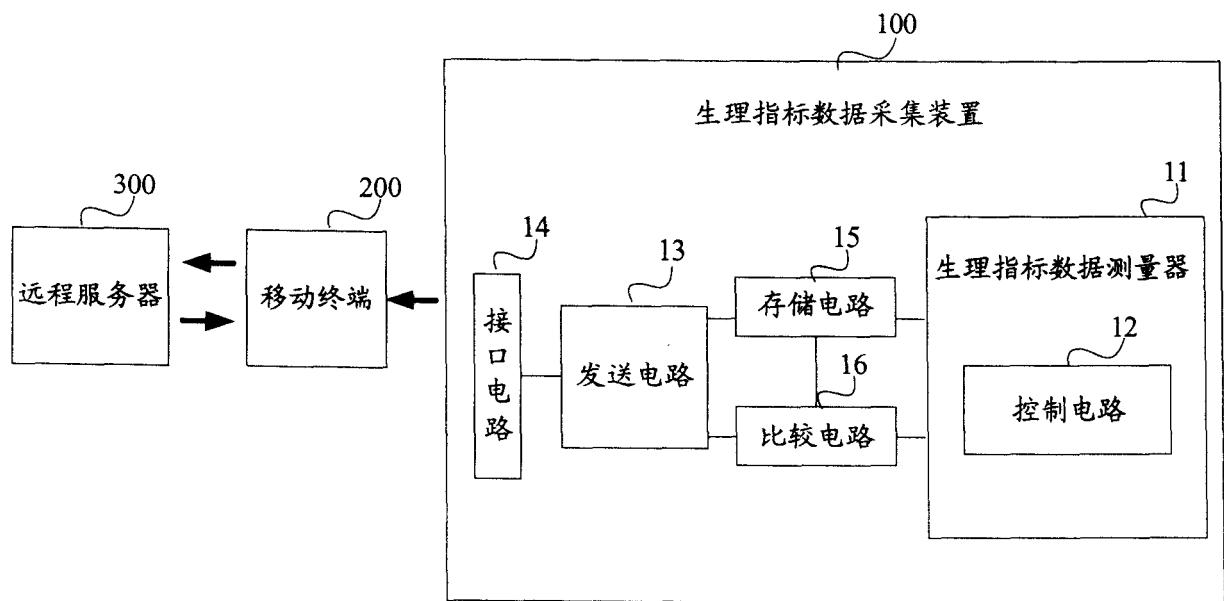 100
生理指标数据采集装置
300
200
11
14
13
15
生理指标数据测量器
远程服务器
移动终端
接口电路
存储电路
发送电路
12
16
控制电路
比较电路